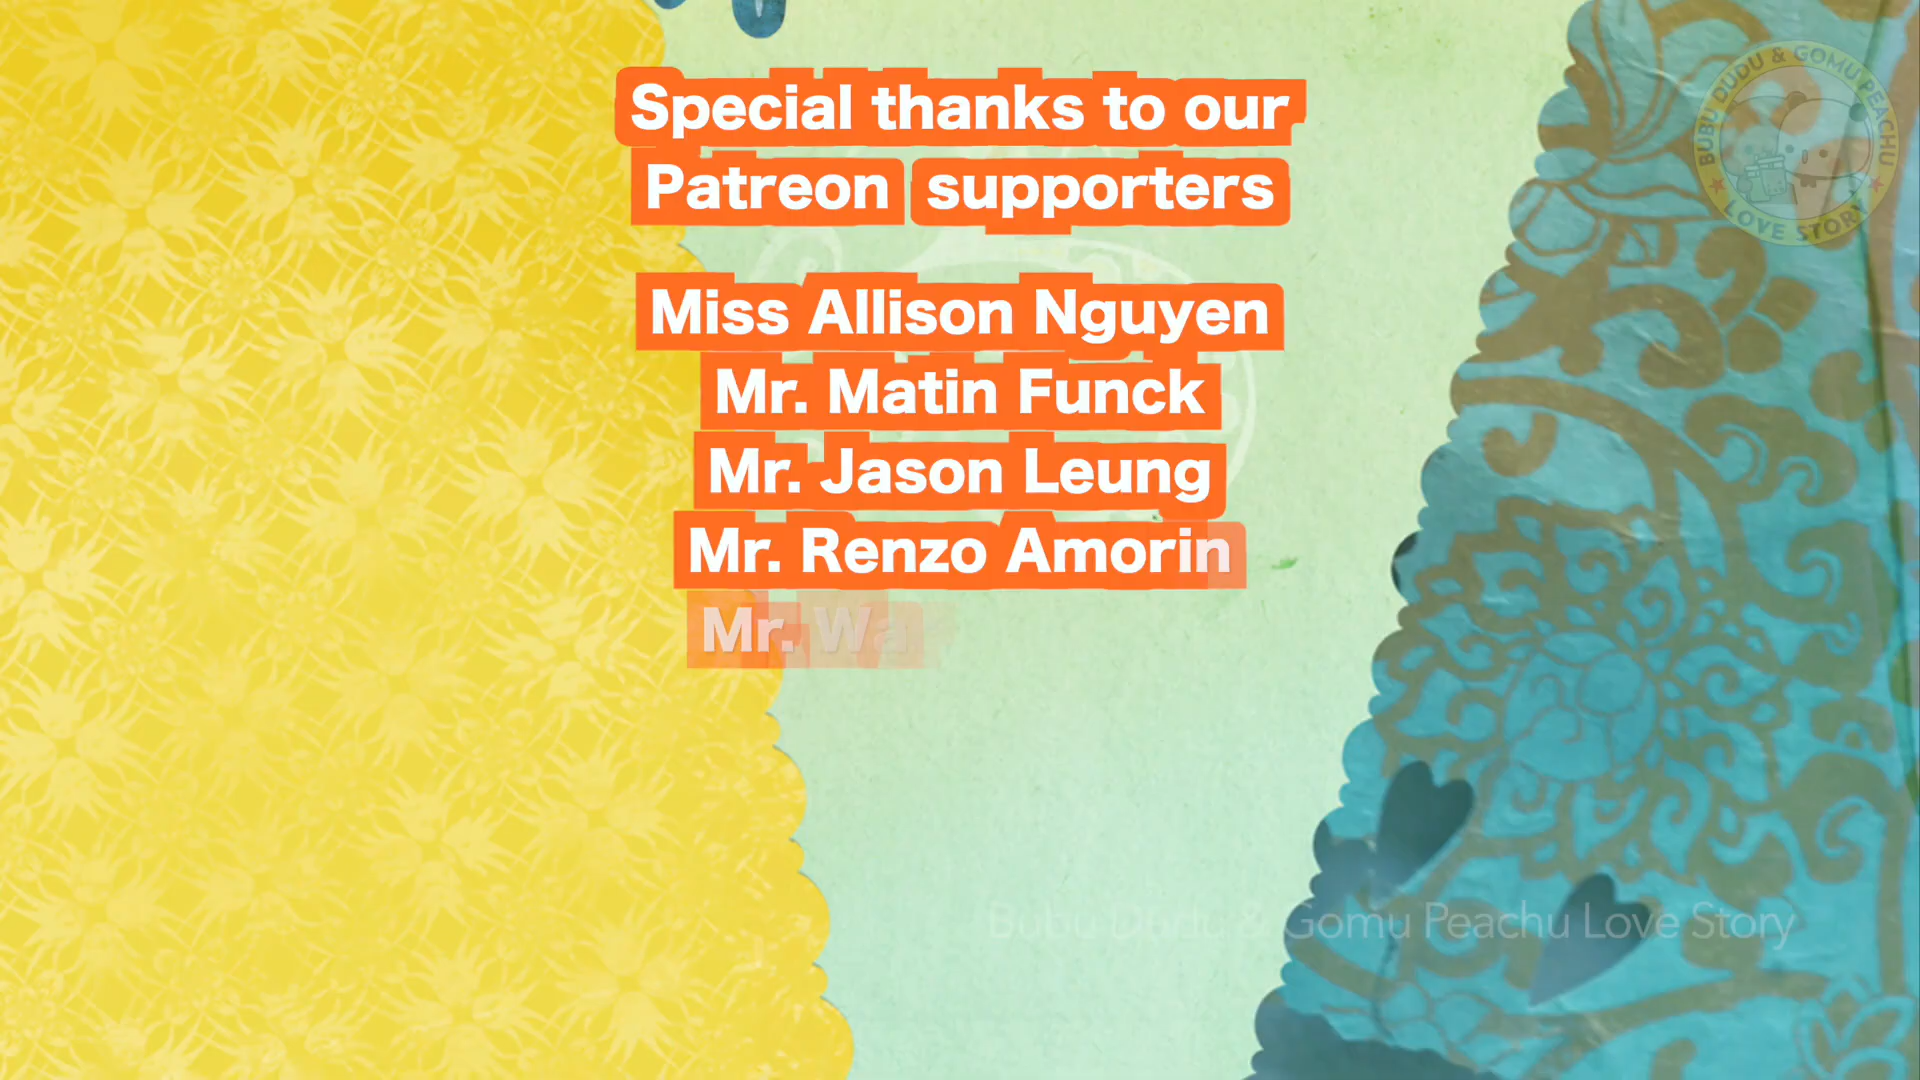 Special thanks to our
Patreon supporters
Miss Allison Nguyen
Mr. Matin Funck
Mr. Jason Leung
Mr. Renzo Amorin
Mr. Wa
BUBU DUDU & GOMU PEACHU
LOVE STORY
Bubu Dudu & Gomu Peachu Love Story